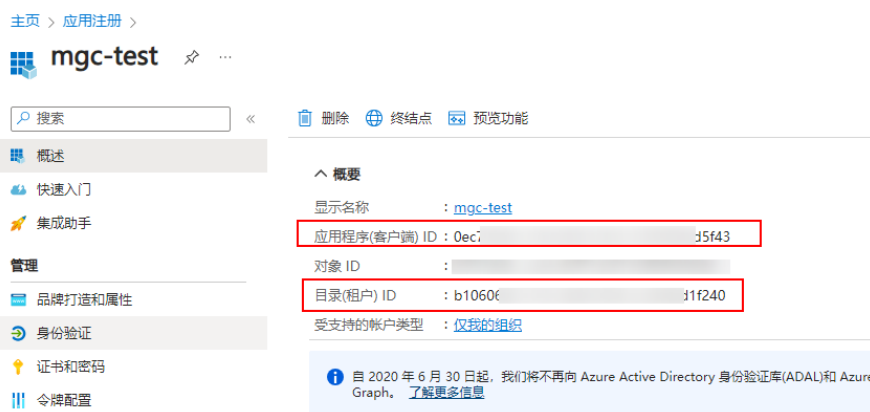 主页 > 应用注册 >
mgc-test
搜索
删除 终结点 预览功能
概述
快速入门
集成助手
管理
品牌打造和属性
身份验证
证书和密码
令牌配置
概要
显示名称 : mgc-test
应用程序(客户端) ID : 0ec7 d5f43
对象 ID :
目录(租户) ID : b10606 d1f240
受支持的帐户类型 : 仅我的组织
自 2020 年 6 月 30 日起，我们将不再向 Azure Active Directory 身份验证库(ADAL)和 Azure
Graph。 了解更多信息